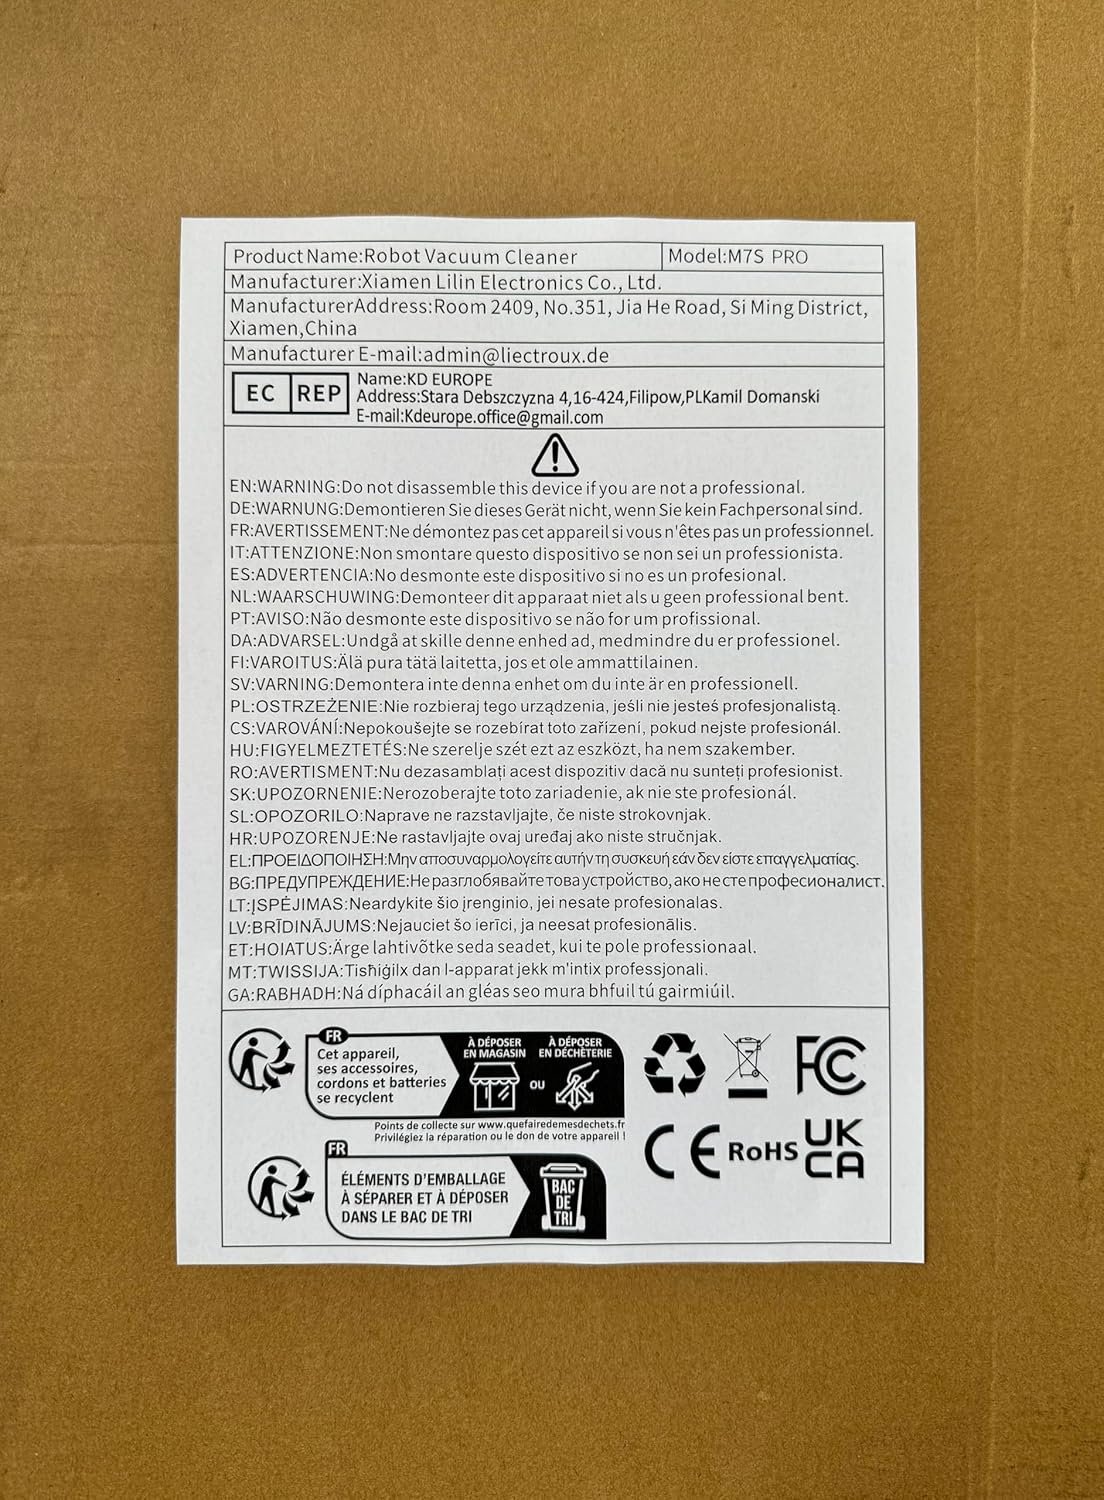 Product Name:Robot Vacuum Cleaner
Model:M7S PRO
Manufacturer:Xiamen Lilin Electronics Co., Ltd.
ManufacturerAddress:Room 2409, No.351, Jia He Road, Si Ming District,
Xiamen,China
Manufacturer E-mail:admin@liectroux.de
EC REP
Name:KD EUROPE
Address:Stara Debszczyzna 4,16-424,Filipow,PLKamil Domanski
E-mail:Kdeurope.office@gmail.com
EN:WARNING:Do not disassemble this device if you are not a professional.
DE:WARNUNG:Demontieren Sie dieses Gerät nicht, wenn Sie kein Fachpersonal sind.
FR:AVERTISSEMENT:Ne démontez pas cet appareil si vous n'êtes pas un professionnel.
IT:ATTENZIONE:Non smontare questo dispositivo se non sei un professionista.
ES:ADVERTENCIA:No desmonte este dispositivo si no es un profesional.
NL:WAARSCHUWING:Demonteer dit apparaat niet als u geen professional bent.
PT:AVISO:Não desmonte este dispositivo se não for um profissional.
DA:ADVARSEL:Undgå at skille denne enhed ad, medmindre du er professionel.
FI:VAROITUS:Älä pura tätä laitetta, jos et ole ammattilainen.
SV:VARNING:Demontera inte denna enhet om du inte är en professionell.
PL:OSTRZEŻENIE:Nie rozbieraj tego urządzenia, jeśli nie jesteś profesjonalistą.
CS:VAROVÁNÍ:Nepokoušejte se rozebírat toto zařízení, pokud nejste profesionál.
HU:FIGYELMEZTETÉS:Ne szerelje szét ezt az eszközt, ha nem szakember.
RO:AVERTISMENT:Nu dezasamblați acest dispozitiv dacă nu sunteți profesionist.
SK:UPOZORNENIE:Nerozoberajte toto zariadenie, ak nie ste profesionál.
SL:OPOZORILO:Naprave ne razstavljajte, če niste strokovnjak.
HR:UPOZORENJE:Ne rastavljajte ovaj uređaj ako niste stručnjak.
EL:ΠΡΟΕΙΔΟΠΟΙΗΣΗ:Μην αποσυναρμολογείτε αυτήν τη συσκευή εάν δεν είστε επαγγελματίας.
BG:ПРЕДУПРЕЖДЕНИЕ:Не разглобявайте това устройство, ако не сте професионалист.
LT:ĮSPĖJIMAS:Neardykite šio įrenginio, jei nesate profesionalas.
LV:BRĪDINĀJUMS:Nejauciet šo ierīci, ja neesat profesionālis.
ET:HOIATUS:Ärge lahtivõtke seda seadet, kui te pole professionaal.
MT:TWISSIJA:Tisħiġilx dan l-apparat jekk m'intix professjonali.
GA:RABHADH:Ná díphacáil an gléas seo mura bhfuil tú gairmiúil.
FR
Cet appareil,
ses accessoires,
cordons et batteries
se recyclent
À DÉPOSER
EN MAGASIN
OU
À DÉPOSER
EN DÉCHÈTERIE
Points de collecte sur www.quefairedemesdechets.fr
Privilégiez la réparation ou le don de votre appareil !
FR
ÉLÉMENTS D'EMBALLAGE
À SÉPARER ET À DÉPOSER
DANS LE BAC DE TRI
BAC
DE
TRI
FC
CE RoHS UK
CA